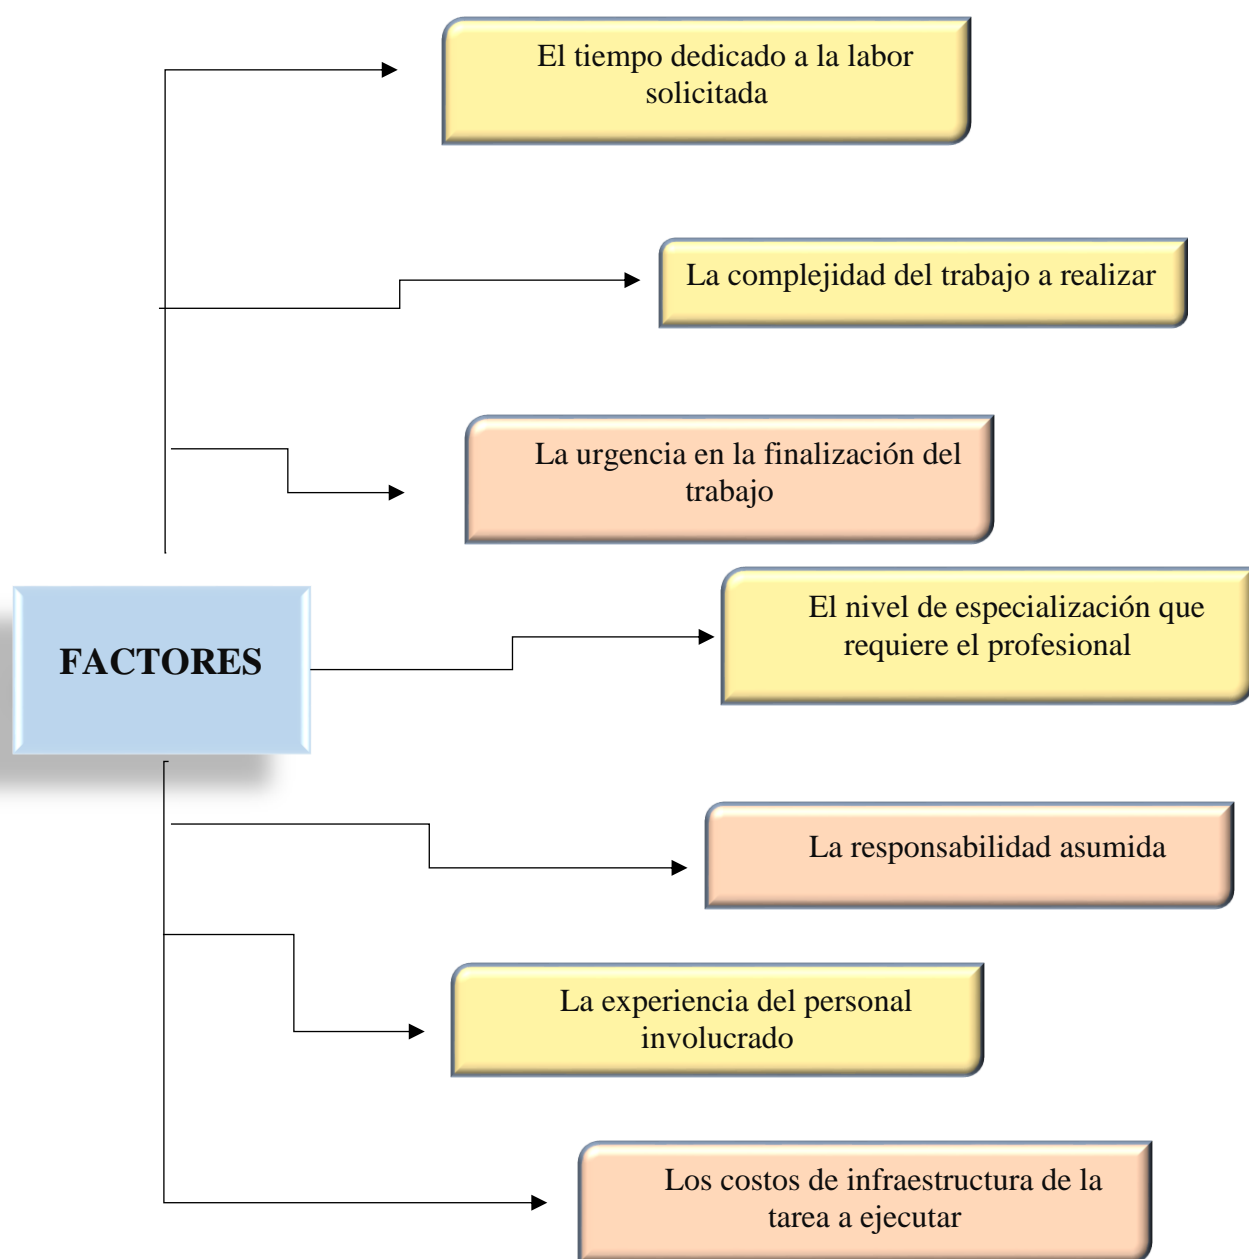 El tiempo dedicado a la labor
solicitada
La complejidad del trabajo a realizar
La urgencia en la finalización del
trabajo
El nivel de especialización que
requiere el profesional
FACTORES
La responsabilidad asumida
La experiencia del personal
involucrado
Los costos de infraestructura de la
tarea a ejecutar